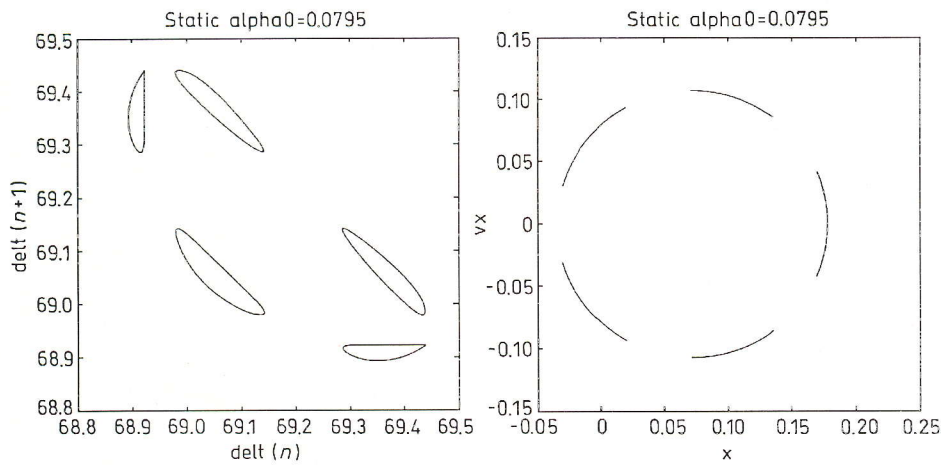 Static alpha0=0.0795
69.5
69.4
69.3
69.2
69.1
69.0
68.9
68.8
delt (n+1)
68.8 68.9 69.0 69.1 69.2 69.3 69.4 69.5
delt (n)
Static alpha0=0.0795
0.15
0.10
0.05
0
-0.05
-0.10
-0.15
vx
-0.05 0 0.05 0.10 0.15 0.20 0.25
x